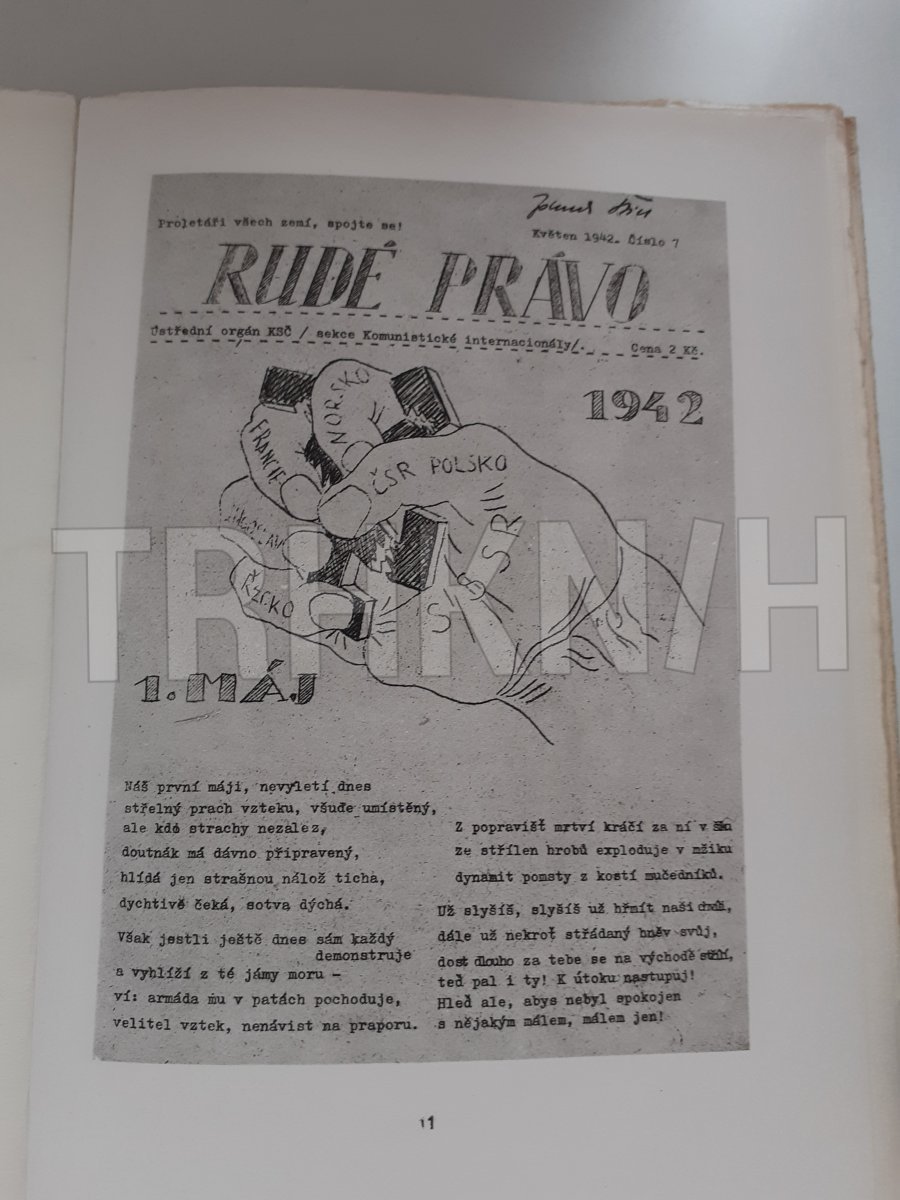 Proletáři všech zemí, spojte se!
Květen 1942. Číslo 7
RUDÉ PRÁVO
Ústřední orgán KSČ / sekce Komunistické internacionály/. Cena 2 Kč.
1942
FRANCIE
NORSKO
ČSR POLSKO
SSSR
ŘECKO
TRHKNIH
1. MÁJ
Náš první máji, nevyletí dnes
střelný prach vzteku, všude umístěný,
ale kdo strachy nezalez,
doutnák má dávno připravený,
hlídá jen strašnou nálož ticha,
dychtivě čeká, sotva dýchá.
Však jestli ještě dnes sám každý
demonstruje
a vyhlíží z té jámy moru -
ví: armáda mu v patách pochoduje,
velitel vztek, nenávist na praporu.
Z popravišť mrtví kráčí za ní v
ze střílen hrobů exploduje v mžiku
dynamit pomsty z kostí mučedníků.
Už slyšíš, slyšíš už hřmít naši chvíli,
dále už nekroť střádaný hněv svůj,
dost dlouho za tebe se na východě stříli,
teď pal i ty! K útoku nastupuj!
Hleď ale, abys nebyl spokojen
s nějakým málem, málem jen!
11